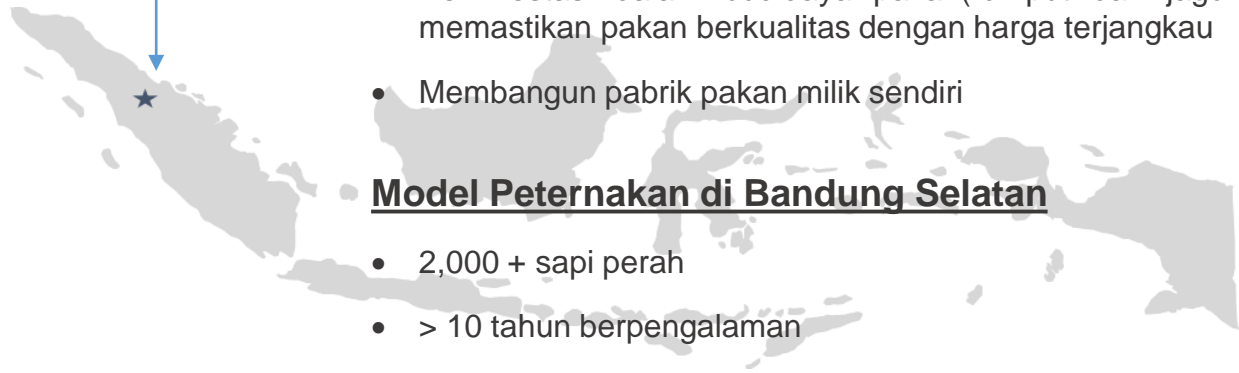 memastikan pakan berkualitas dengan harga terjangkau
• Membangun pabrik pakan milik sendiri
Model Peternakan di Bandung Selatan
• 2,000 + sapi perah
• > 10 tahun berpengalaman